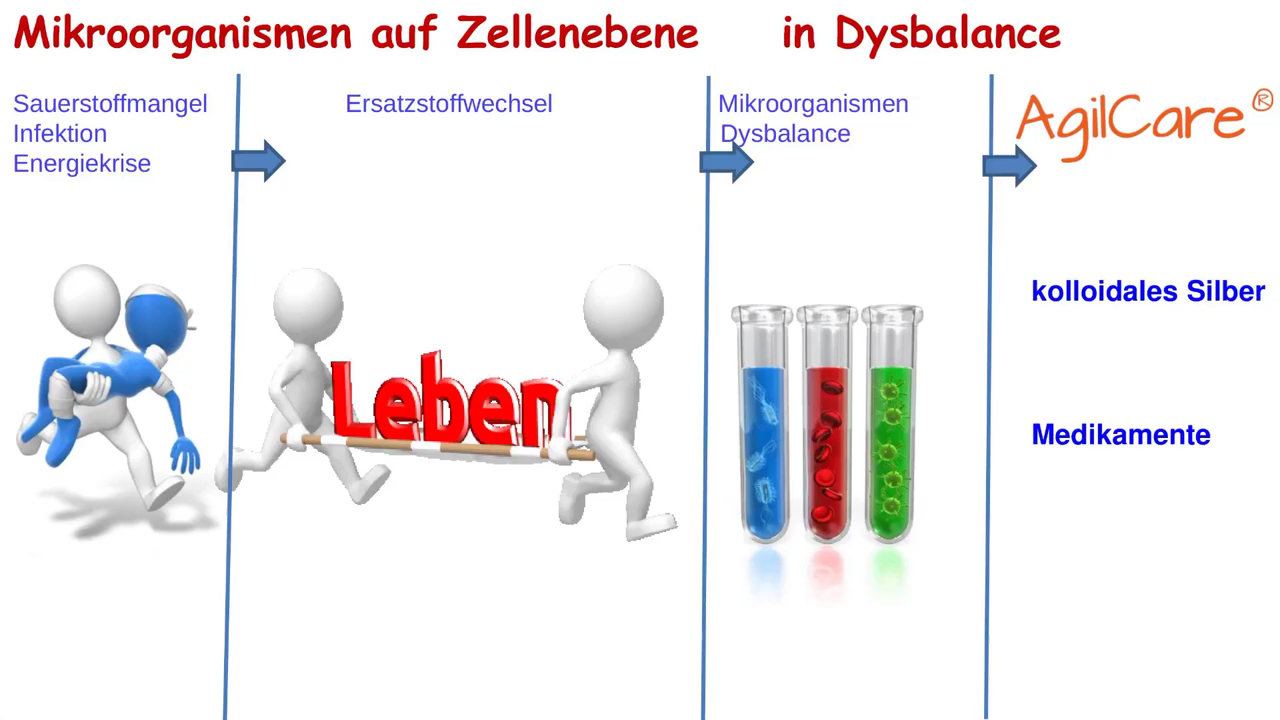 Mikroorganismen auf Zellenebene in Dysbalance
Sauerstoffmangel
Infektion
Energiekrise
Ersatzstoffwechsel
Leben
Mikroorganismen
Dysbalance
AgilCare®
kolloidales Silber
Medikamente